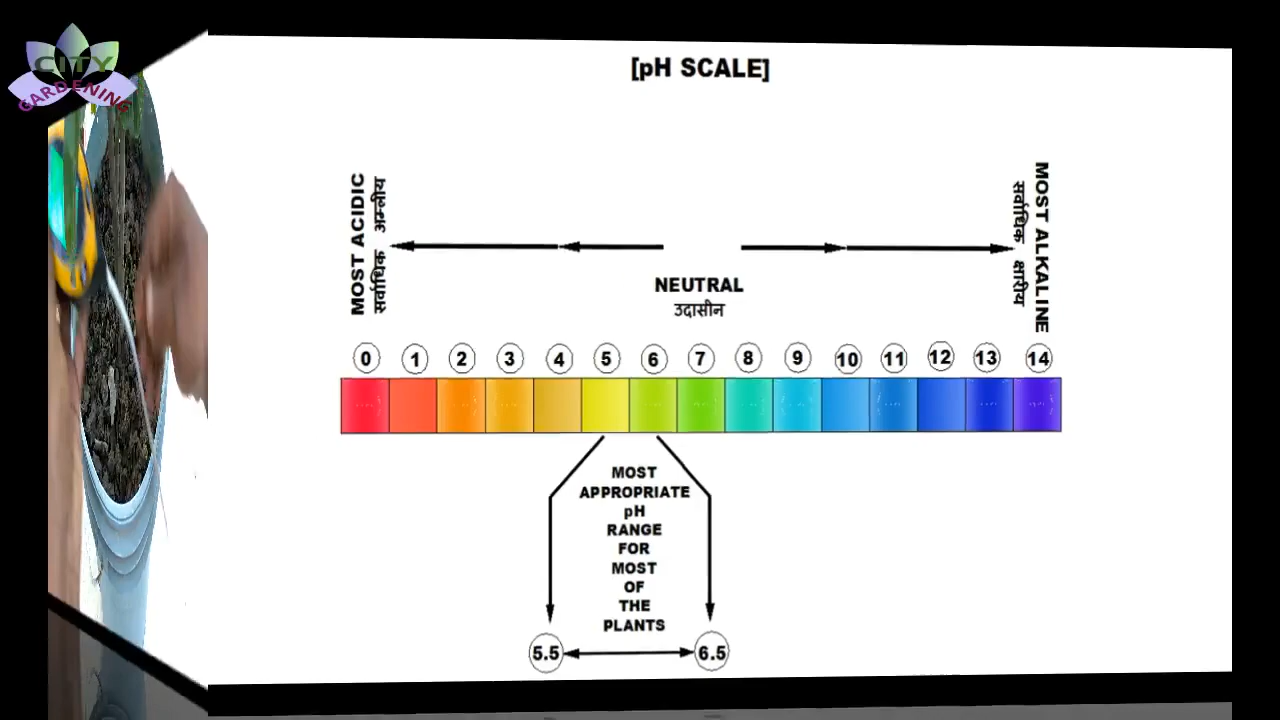 CITY
GARDENING
[pH SCALE]
MOST ACIDIC
सर्वाधिक अम्लीय
MOST ALKALINE
सर्वाधिक क्षारीय
NEUTRAL
उदासीन
0 1 2 3 4 5 6 7 8 9 10 11 12 13 14
MOST
APPROPRIATE
pH
RANGE
FOR
MOST
OF
THE
PLANTS
5.5 6.5